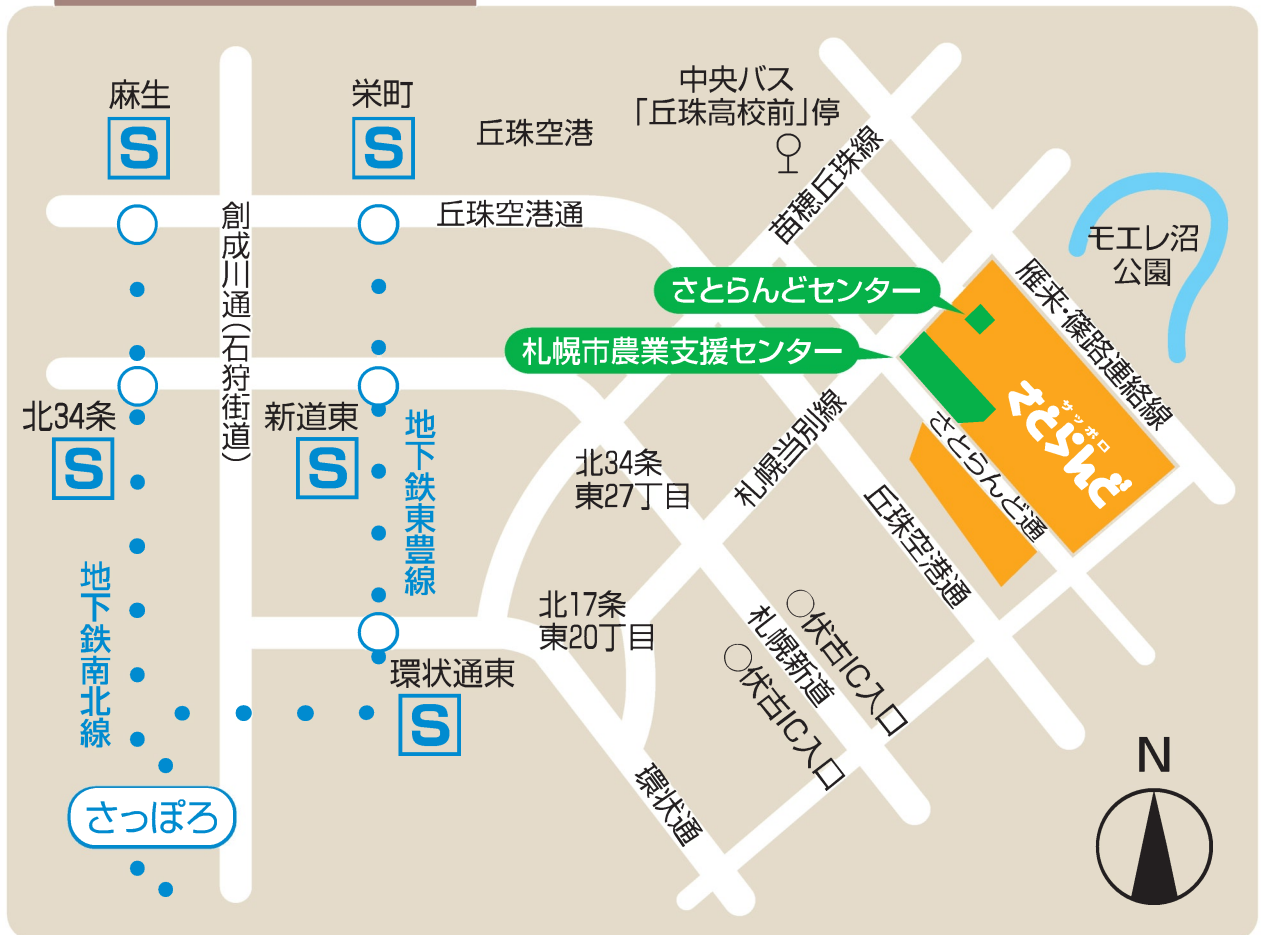 麻生
S
栄町
S
丘珠空港
中央バス
「丘珠高校前」停
苗穂丘珠線
丘珠空港通
創成川通(石狩街道)
モエレ沼
公園
さとらんどセンター
雁来・篠路連絡線
札幌市農業支援センター
北34条
S
新道東
S
地下鉄東豊線
北34条
東27丁目
札幌当別線
サッポロ
さとらんど
さとらんど通
丘珠空港通
地下鉄南北線
北17条
東20丁目
環状通東
S
札幌新道
○伏古IC入口
○伏古IC入口
環状通
さっぽろ
N